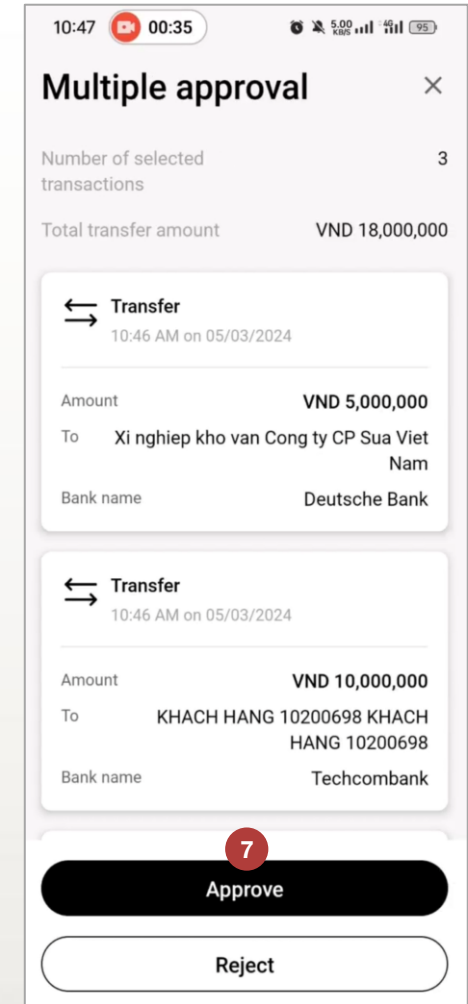 10:47 00:35 5.00 KB/S 4G 95
Multiple approval
Number of selected 3
transactions
Total transfer amount VND 18,000,000
Transfer
10:46 AM on 05/03/2024
Amount VND 5,000,000
To Xi nghiep kho van Cong ty CP Sua Viet
Nam
Bank name Deutsche Bank
Transfer
10:46 AM on 05/03/2024
Amount VND 10,000,000
To KHACH HANG 10200698 KHACH
HANG 10200698
Bank name Techcombank
7
Approve
Reject